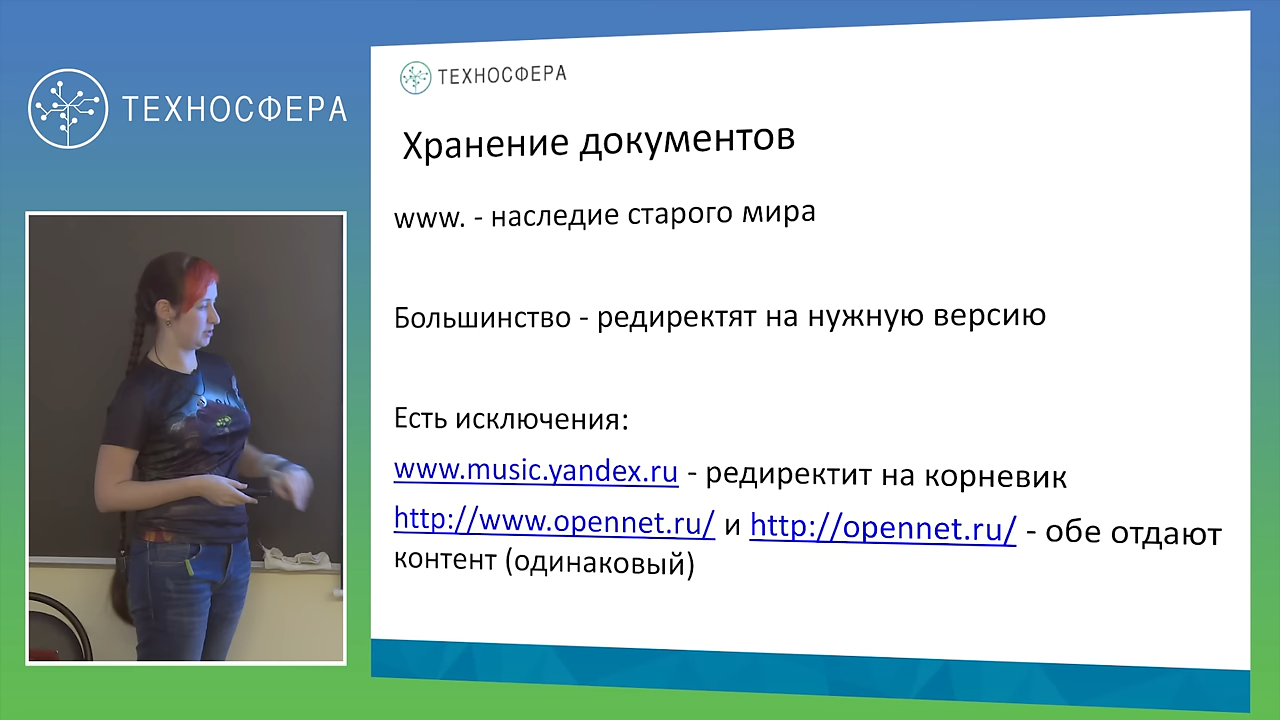 ТЕХНОСФЕРА
ТЕХНОСФЕРА
Хранение документов
www. - наследие старого мира
Большинство - редиректят на нужную версию
Есть исключения:
www.music.yandex.ru - редиректит на корневик
http://www.opennet.ru/ и http://opennet.ru/ - обе отдают
контент (одинаковый)